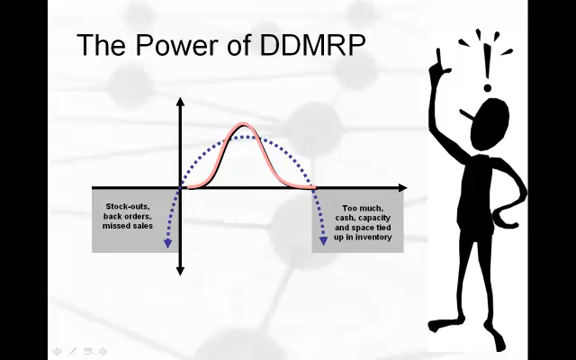 The Power of DDMRP
Stock-outs,
back orders,
missed sales
Too much,
cash, capacity
and space tied
up in inventory